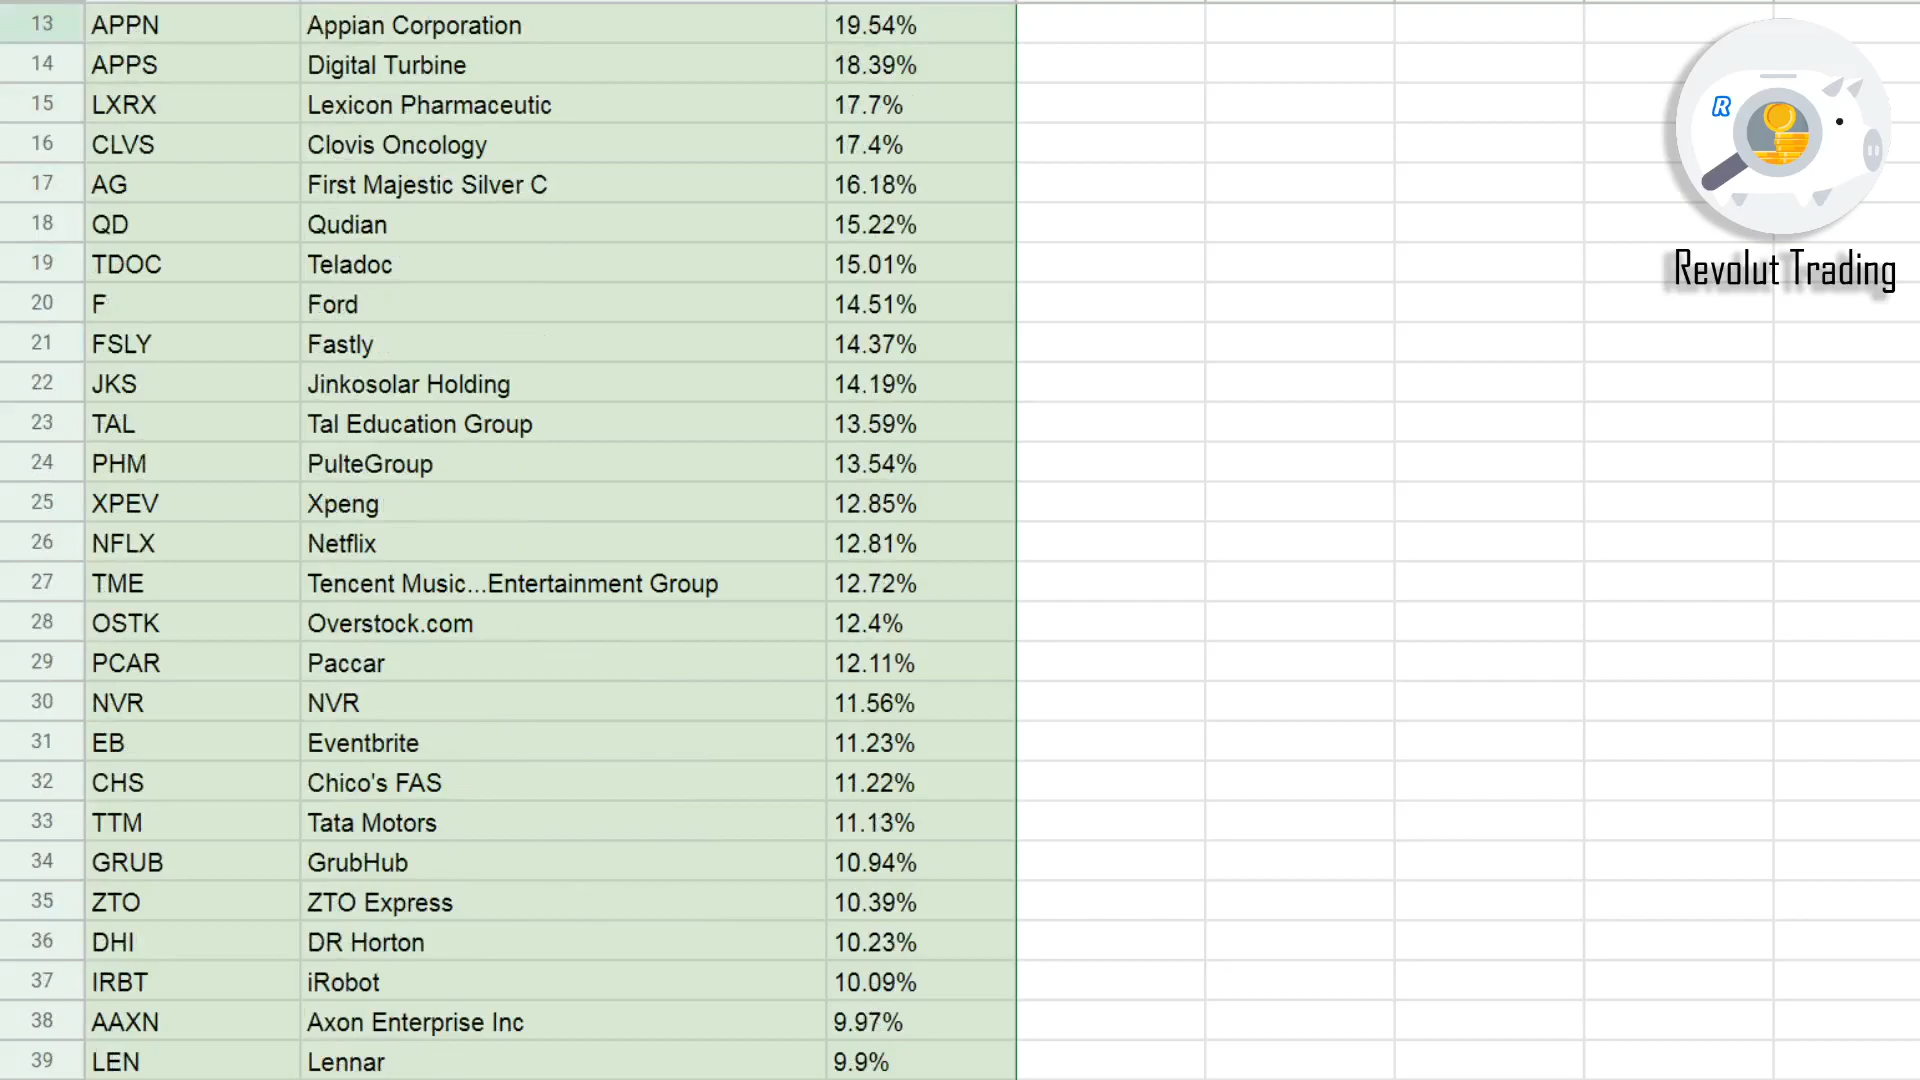 13 APPN Appian Corporation 19.54%
14 APPS Digital Turbine 18.39%
15 LXRX Lexicon Pharmaceutic 17.7%
16 CLVS Clovis Oncology 17.4%
17 AG First Majestic Silver C 16.18%
18 QD Qudian 15.22%
19 TDOC Teladoc 15.01%
20 F Ford 14.51%
21 FSLY Fastly 14.37%
22 JKS Jinkosolar Holding 14.19%
23 TAL Tal Education Group 13.59%
24 PHM PulteGroup 13.54%
25 XPEV Xpeng 12.85%
26 NFLX Netflix 12.81%
27 TME Tencent Music...Entertainment Group 12.72%
28 OSTK Overstock.com 12.4%
29 PCAR Paccar 12.11%
30 NVR NVR 11.56%
31 EB Eventbrite 11.23%
32 CHS Chico's FAS 11.22%
33 TTM Tata Motors 11.13%
34 GRUB GrubHub 10.94%
35 ZTO ZTO Express 10.39%
36 DHI DR Horton 10.23%
37 IRBT iRobot 10.09%
38 AAXN Axon Enterprise Inc 9.97%
39 LEN Lennar 9.9%
R
Revolut Trading